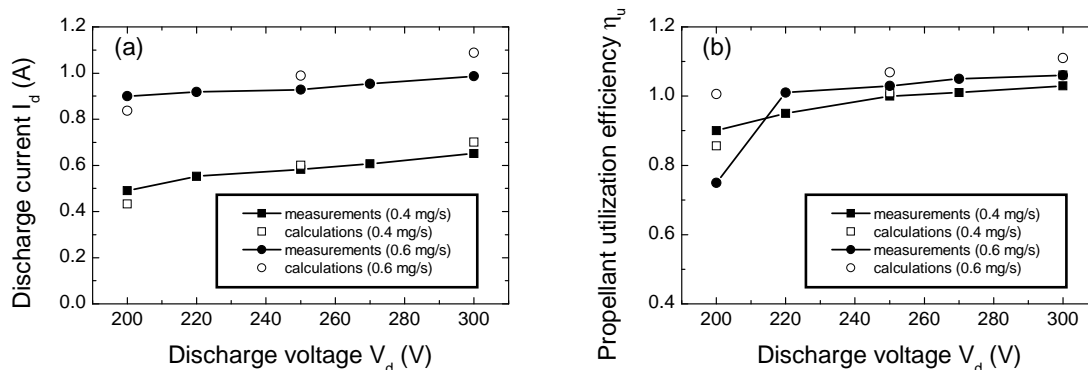 Discharge current I_d (A)
1.2
1.0
0.8
0.6
0.4
0.2
0.0
(a)
measurements (0.4 mg/s)
calculations (0.4 mg/s)
measurements (0.6 mg/s)
calculations (0.6 mg/s)
200 220 240 260 280 300
Discharge voltage V_d (V)
Propellant utilization efficiency η_u
1.2
1.0
0.8
0.6
0.4
(b)
measurements (0.4 mg/s)
calculations (0.4 mg/s)
measurements (0.6 mg/s)
calculations (0.6 mg/s)
200 220 240 260 280 300
Discharge voltage V_d (V)